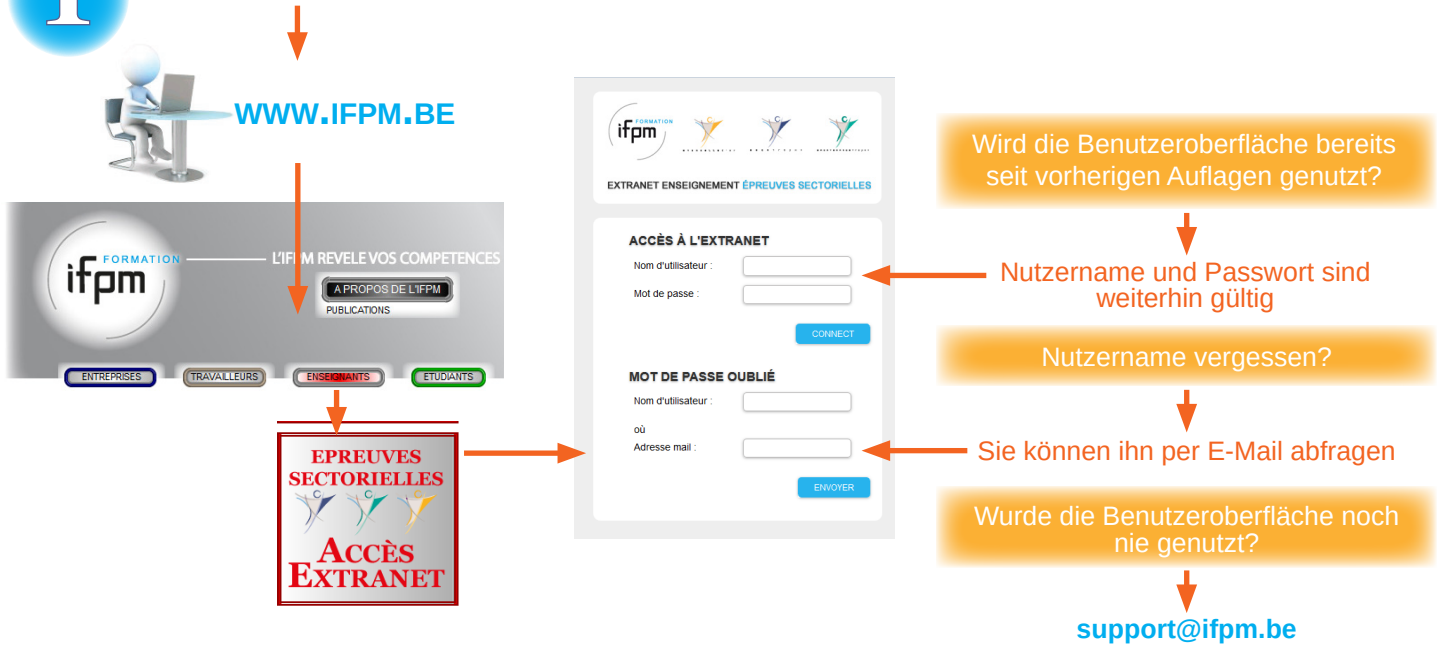 1
WWW.IFPM.BE
ifpm
FORMATION
L'IFPM REVELE VOS COMPETENCES
A PROPOS DE L'IFPM
PUBLICATIONS
ENTREPRISES
TRAVAILLEURS
ENSEIGNANTS
ETUDIANTS
EPREUVES
SECTORIELLES
ACCÈS
EXTRANET
FORMATION
ifpm
EXTRANET ENSEIGNEMENT ÉPREUVES SECTORIELLES
ACCÈS À L'EXTRANET
Nom d'utilisateur :
Mot de passe :
CONNECT
MOT DE PASSE OUBLIÉ
Nom d'utilisateur :
où
Adresse mail :
ENVOYER
Wird die Benutzeroberfläche bereits
seit vorherigen Auflagen genutzt?
Nutzername und Passwort sind
weiterhin gültig
Nutzername vergessen?
Sie können ihn per E-Mail abfragen
Wurde die Benutzeroberfläche noch
nie genutzt?
support@ifpm.be